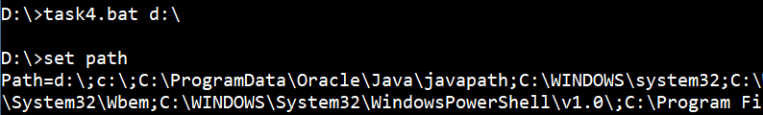 D:\>task4.bat d:\
D:\>set path
Path=d:\;c:\;C:\ProgramData\Oracle\Java\javapath;C:\WINDOWS\system32;C:\
\System32\Wbem;C:\WINDOWS\System32\WindowsPowerShell\v1.0\;C:\Program Fi